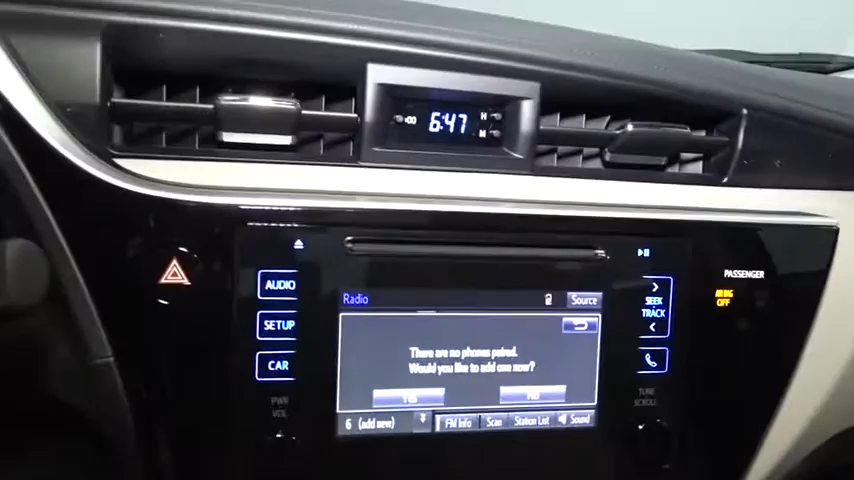 :00 6:47 H
M
PASSENGER
AIR BAG
OFF
AUDIO
SETUP
CAR
PWR
VOL
Radio
Source
There are no phones paired.
Would you like to add one now?
Yes
No
6 (add new)
FM Info
Scan
Station List
Sound
SEEK
TRACK
TUNE
SCROLL